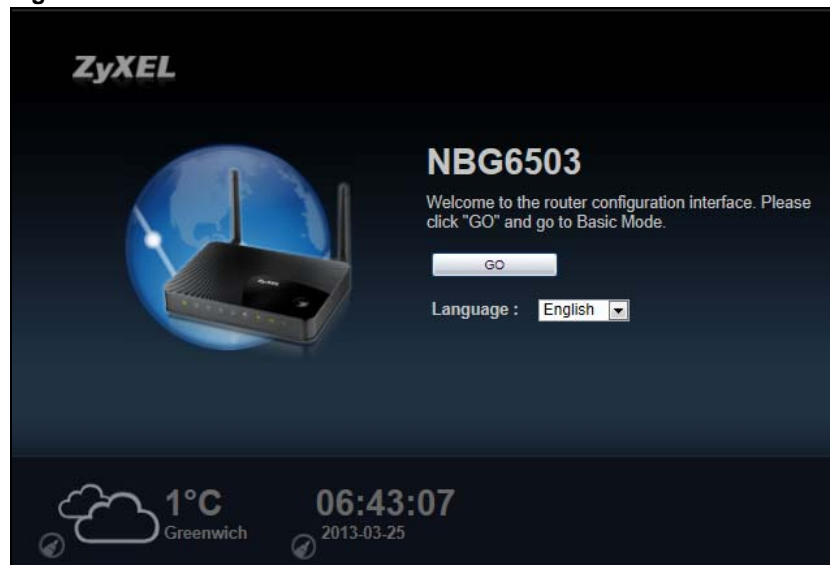 ZyXEL
NBG6503
Welcome to the router configuration interface. Please
click "GO" and go to Basic Mode.
GO
Language : English
1°C
Greenwich
06:43:07
2013-03-25